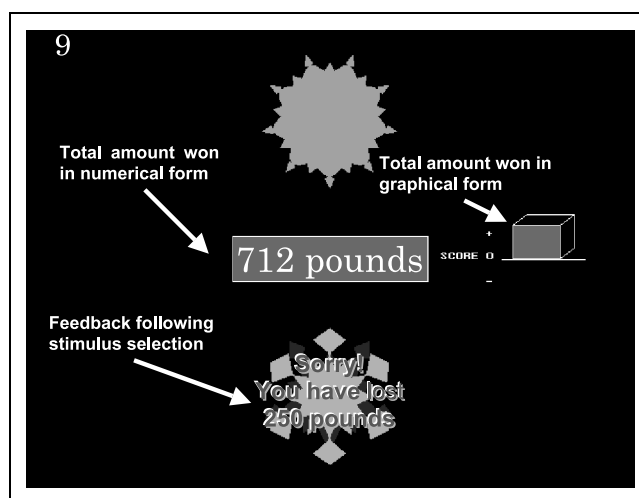 9
Total amount won
in numerical form
Total amount won in
graphical form
+
712 pounds
SCORE 0
−
Feedback following
stimulus selection
Sorry!
You have lost
250 pounds